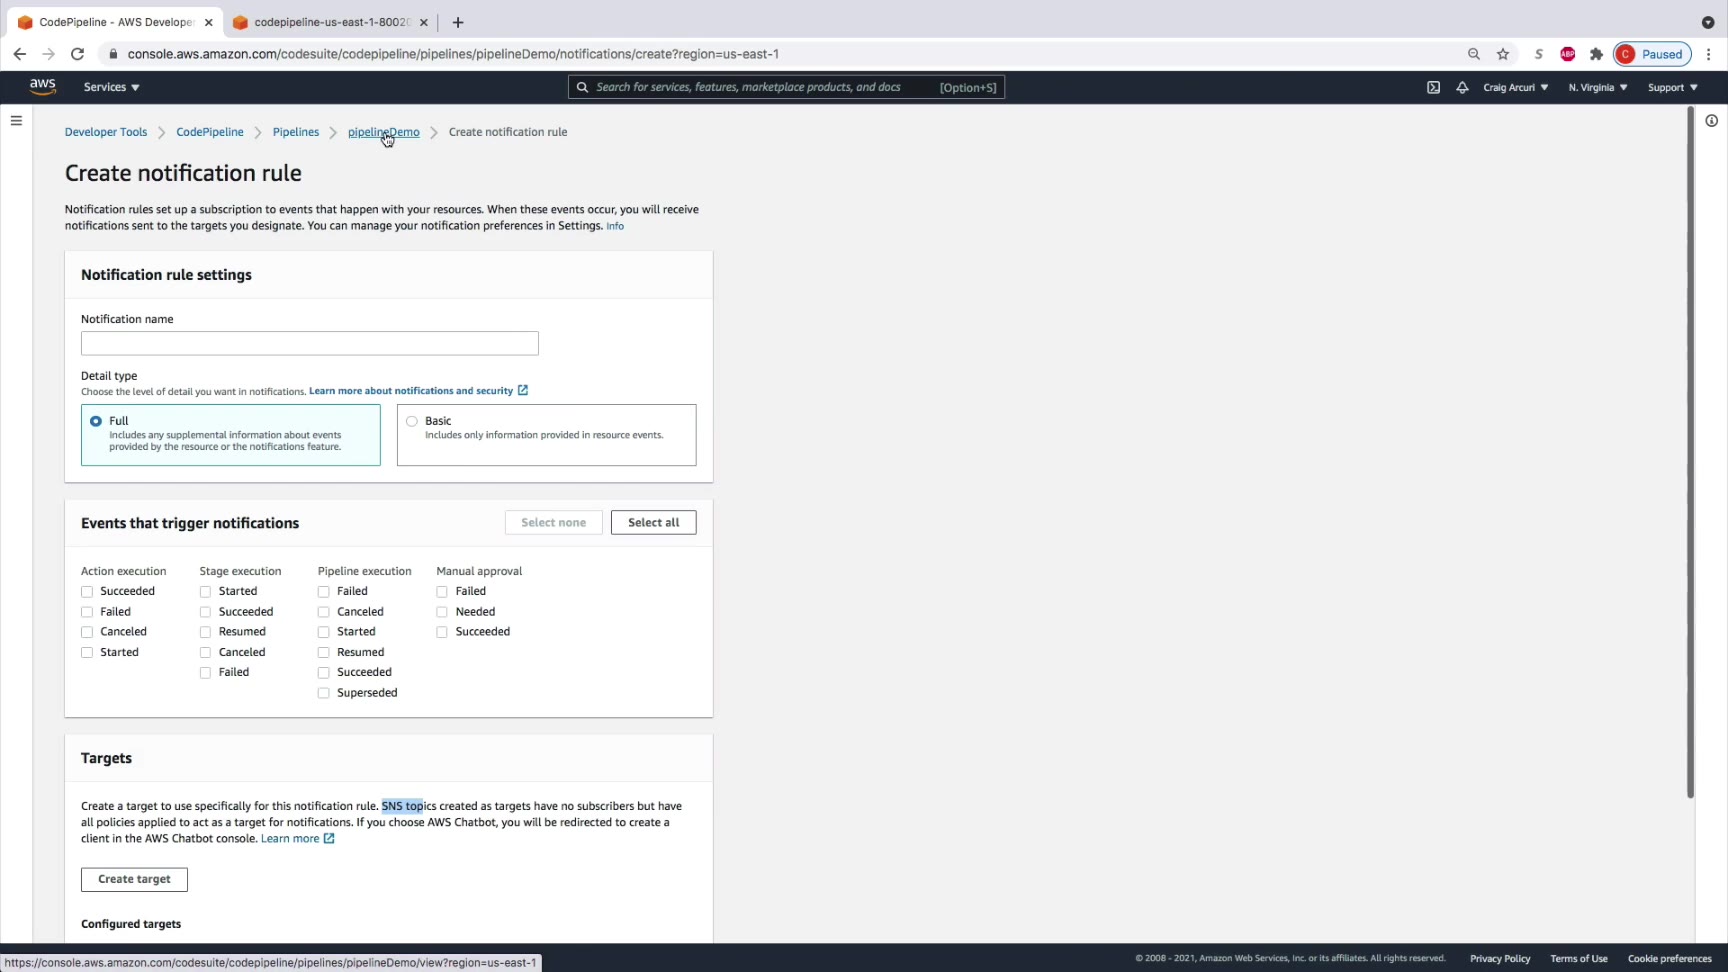 CodePipeline - AWS Developer
codepipeline-us-east-1-80020
console.aws.amazon.com/codesuite/codepipeline/pipelines/pipelineDemo/notifications/create?region=us-east-1
S
ABP
C
Paused
aws
Services
Search for services, features, marketplace products, and docs
[Option+S]
Craig Arcuri
N. Virginia
Support
Developer Tools
CodePipeline
Pipelines
pipelineDemo
Create notification rule
Create notification rule
Notification rules set up a subscription to events that happen with your resources. When these events occur, you will receive
notifications sent to the targets you designate. You can manage your notification preferences in Settings. Info
Notification rule settings
Notification name
Detail type
Choose the level of detail you want in notifications. Learn more about notifications and security
Full
Includes any supplemental information about events
provided by the resource or the notifications feature.
Basic
Includes only information provided in resource events.
Events that trigger notifications
Select none
Select all
Action execution
Succeeded
Failed
Canceled
Started
Stage execution
Started
Succeeded
Resumed
Canceled
Failed
Pipeline execution
Failed
Canceled
Started
Resumed
Succeeded
Superseded
Manual approval
Failed
Needed
Succeeded
Targets
Create a target to use specifically for this notification rule. SNS topics created as targets have no subscribers but have
all policies applied to act as a target for notifications. If you choose AWS Chatbot, you will be redirected to create a
client in the AWS Chatbot console. Learn more
Create target
Configured targets
https://console.aws.amazon.com/codesuite/codepipeline/pipelines/pipelineDemo/view?region=us-east-1
© 2008 - 2021, Amazon Web Services, Inc. or its affiliates. All rights reserved.
Privacy Policy
Terms of Use
Cookie preferences